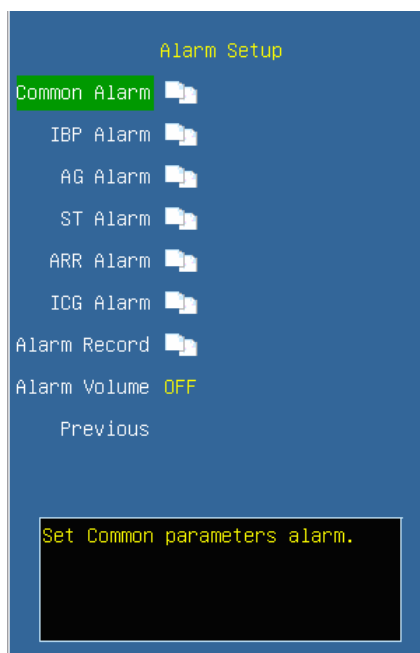 Alarm Setup
Common Alarm
IBP Alarm
AG Alarm
ST Alarm
ARR Alarm
ICG Alarm
Alarm Record
Alarm Volume OFF
Previous
Set Common parameters alarm.